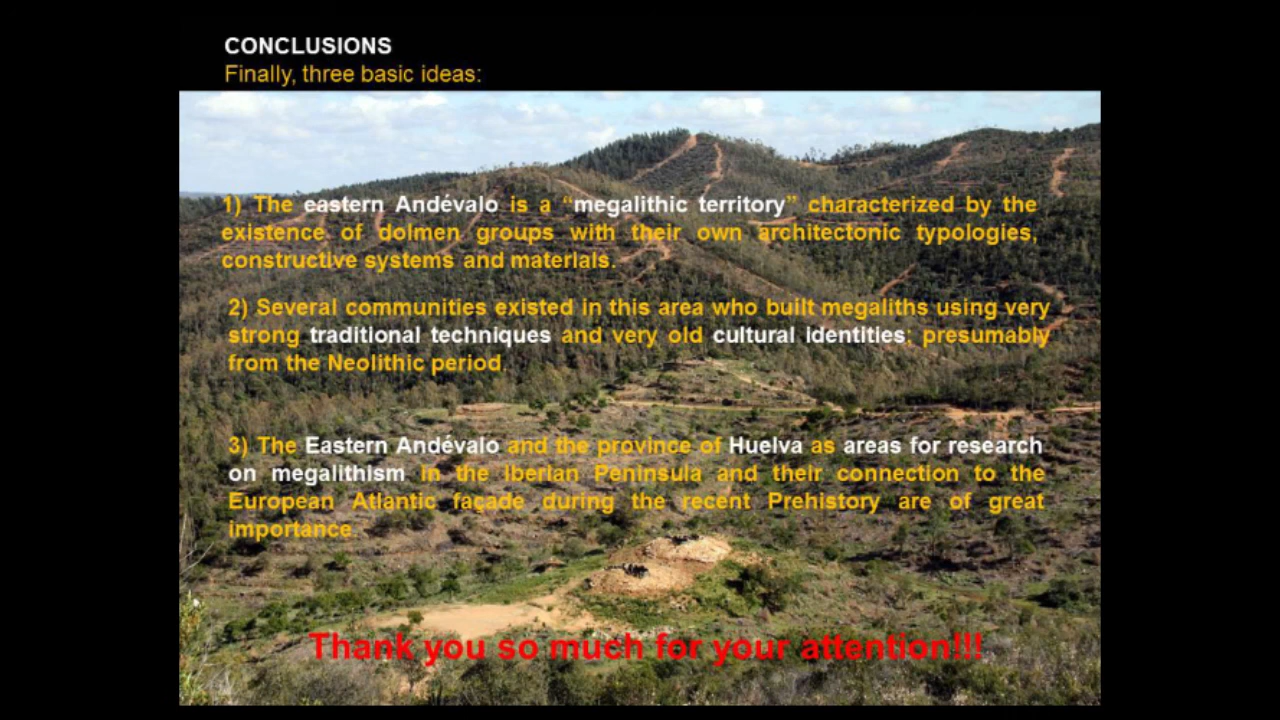 CONCLUSIONS
Finally, three basic ideas:
1) The eastern Andévalo is a “megalithic territory” characterized by the
existence of dolmen groups with their own architectonic typologies,
constructive systems and materials.
2) Several communities existed in this area who built megaliths using very
strong traditional techniques and very old cultural identities; presumably
from the Neolithic period.
3) The Eastern Andévalo and the province of Huelva as areas for research
on megalithism in the Iberian Peninsula and their connection to the
European Atlantic façade during the recent Prehistory are of great
importance.
Thank you so much for your attention!!!